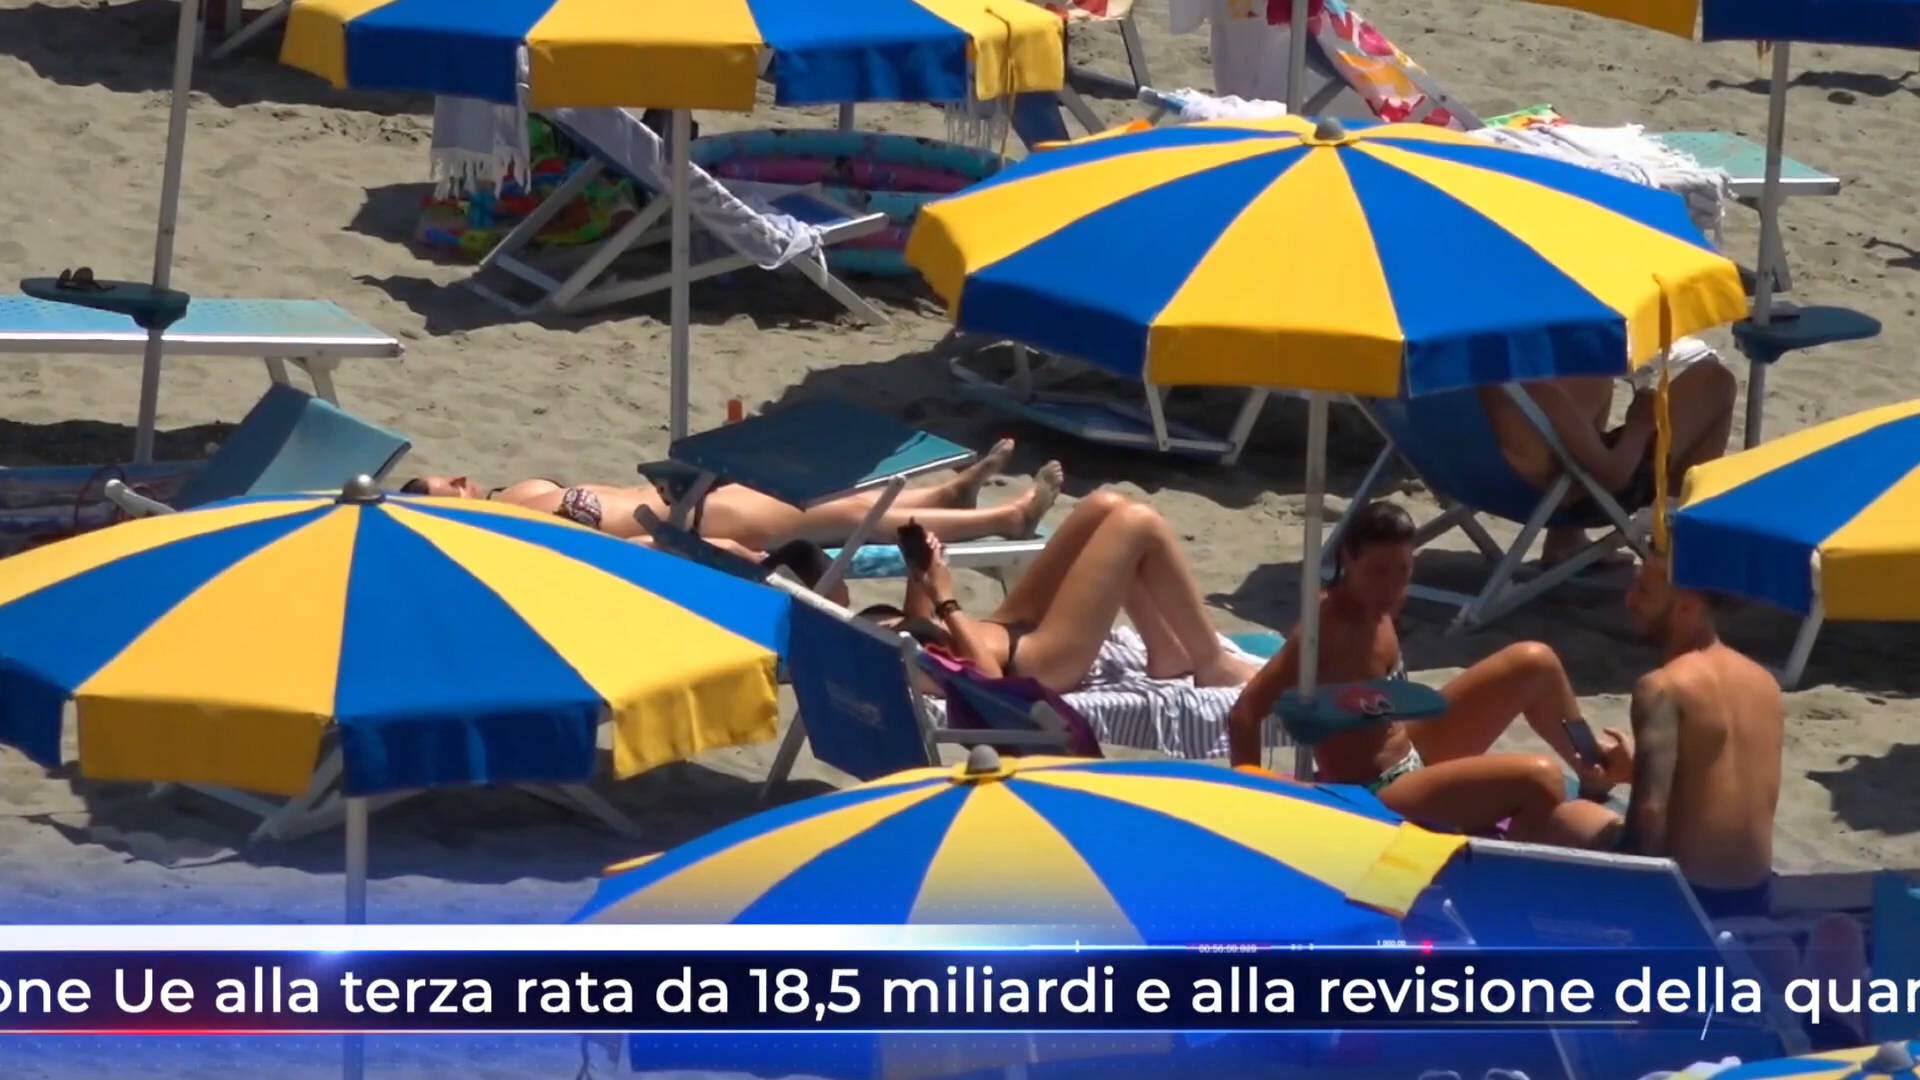 one Ue alla terza rata da 18,5 miliardi e alla revisione della quar